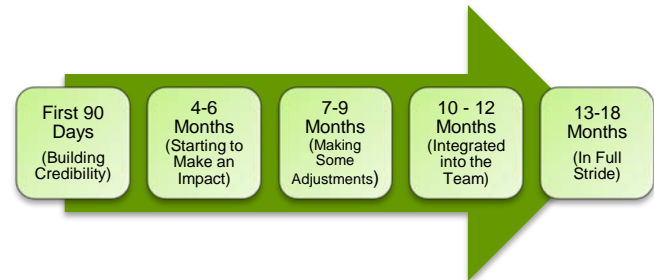 First 90
Days
(Building
Credibility)
4-6
Months
(Starting to
Make an
Impact)
7-9
Months
(Making
Some
Adjustments)
10 - 12
Months
(Integrated
into the
Team)
13-18
Months
(In Full
Stride)